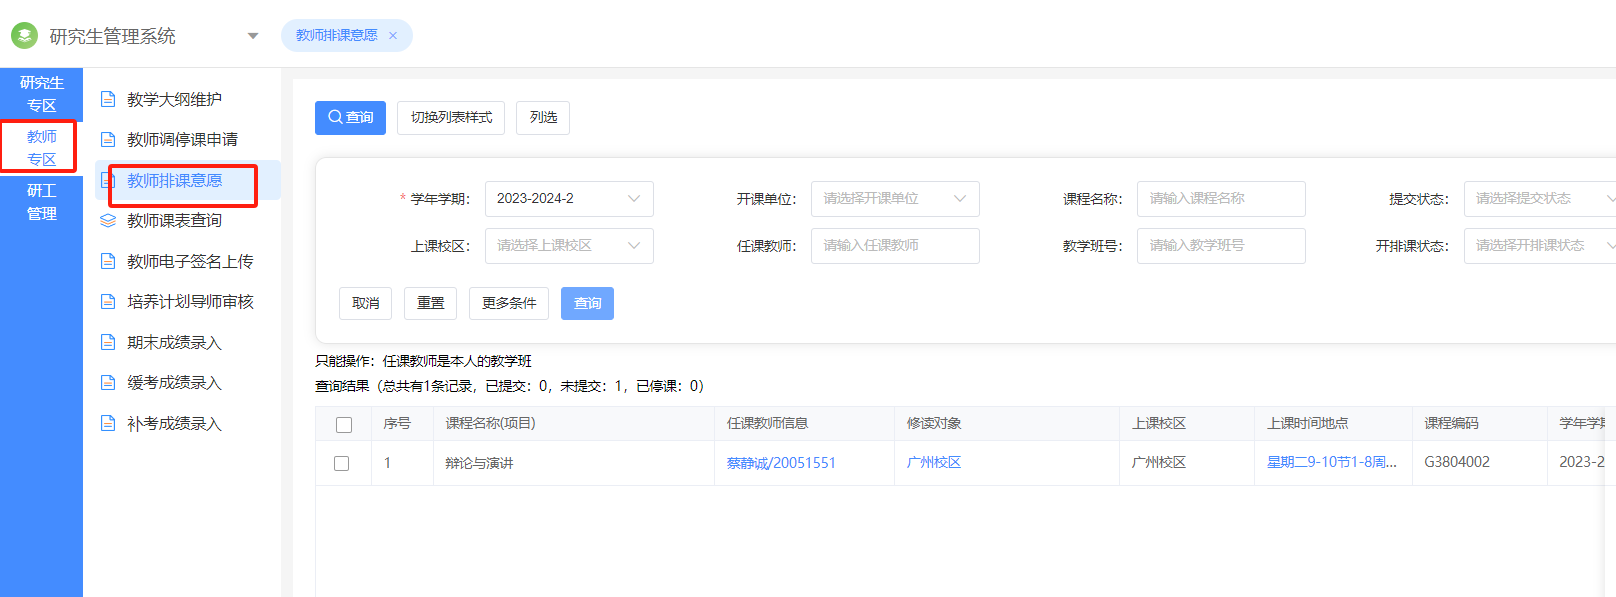 研究生管理系统
教师排课意愿 ×
研究生
专区
教师
专区
研工
管理
教学大纲维护
教师调停课申请
教师排课意愿
教师课表查询
教师电子签名上传
培养计划导师审核
期末成绩录入
缓考成绩录入
补考成绩录入
查询 切换列表样式 列选
* 学年学期: 2023-2024-2 开课单位: 请选择开课单位 课程名称: 请输入课程名称 提交状态: 请选择提交状态
上课校区: 请选择上课校区 任课教师: 请输入任课教师 教学班号: 请输入教学班号 开排课状态: 请选择开排课状态
取消 重置 更多条件 查询
只能操作：任课教师是本人的教学班
查询结果（总共有1条记录，已提交：0，未提交：1，已停课：0）
序号 课程名称(项目) 任课教师信息 修读对象 上课校区 上课时间地点 课程编码 学年学
1 辩论与演讲 蔡静诚/20051551 广州校区 广州校区 星期二9-10节1-8周... G3804002 2023-2